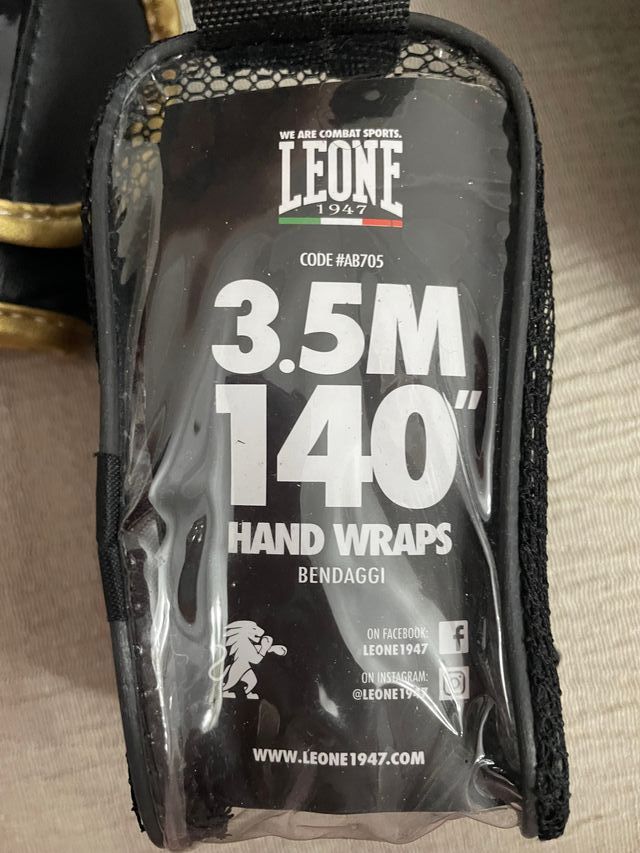 WE ARE COMBAT SPORTS.
LEONE
1947
CODE #AB705
3.5M
140"
HAND WRAPS
BENDAGGI
ON FACEBOOK:
LEONE1947
ON INSTAGRAM:
@LEONE1947
WWW.LEONE1947.COM